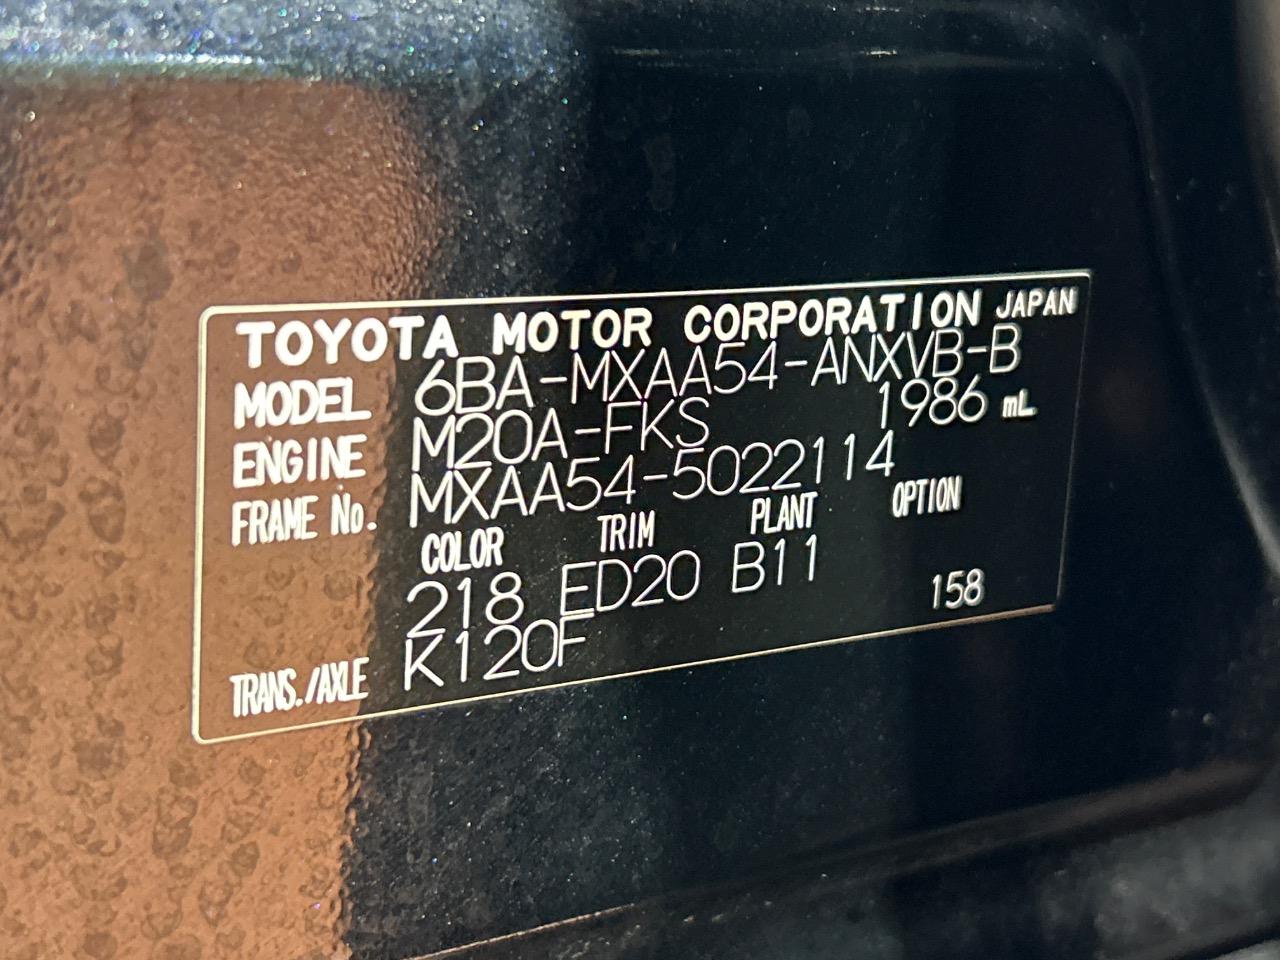 TOYOTA MOTOR CORPORATION JAPAN
MODEL 6BA-MXAA54-ANXVB-B
ENGINE M20A-FKS 1986 mL
FRAME No. MXAA54-5022114
COLOR TRIM PLANT OPTION
218 ED20 B11 158
TRANS./AXLE K120F